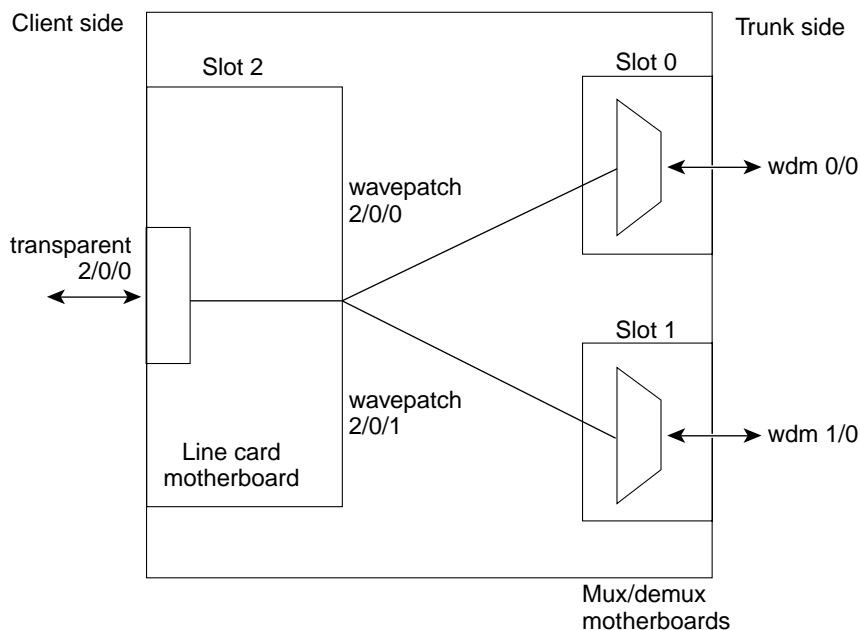 Client side
Trunk side
Slot 2
Slot 0
wavepatch
2/0/0
wdm 0/0
transparent
2/0/0
Slot 1
wavepatch
2/0/1
wdm 1/0
Line card
motherboard
Mux/demux
motherboards